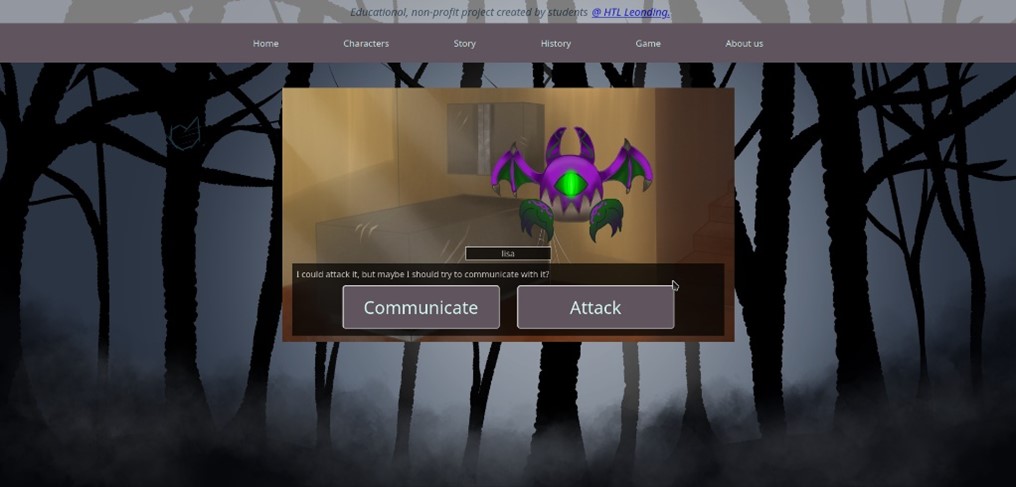 Educational, non-profit project created by students @ HTL Leonding.
Home Characters Story History Game About us
lisa
I could attack it, but maybe I should try to communicate with it?
Communicate Attack